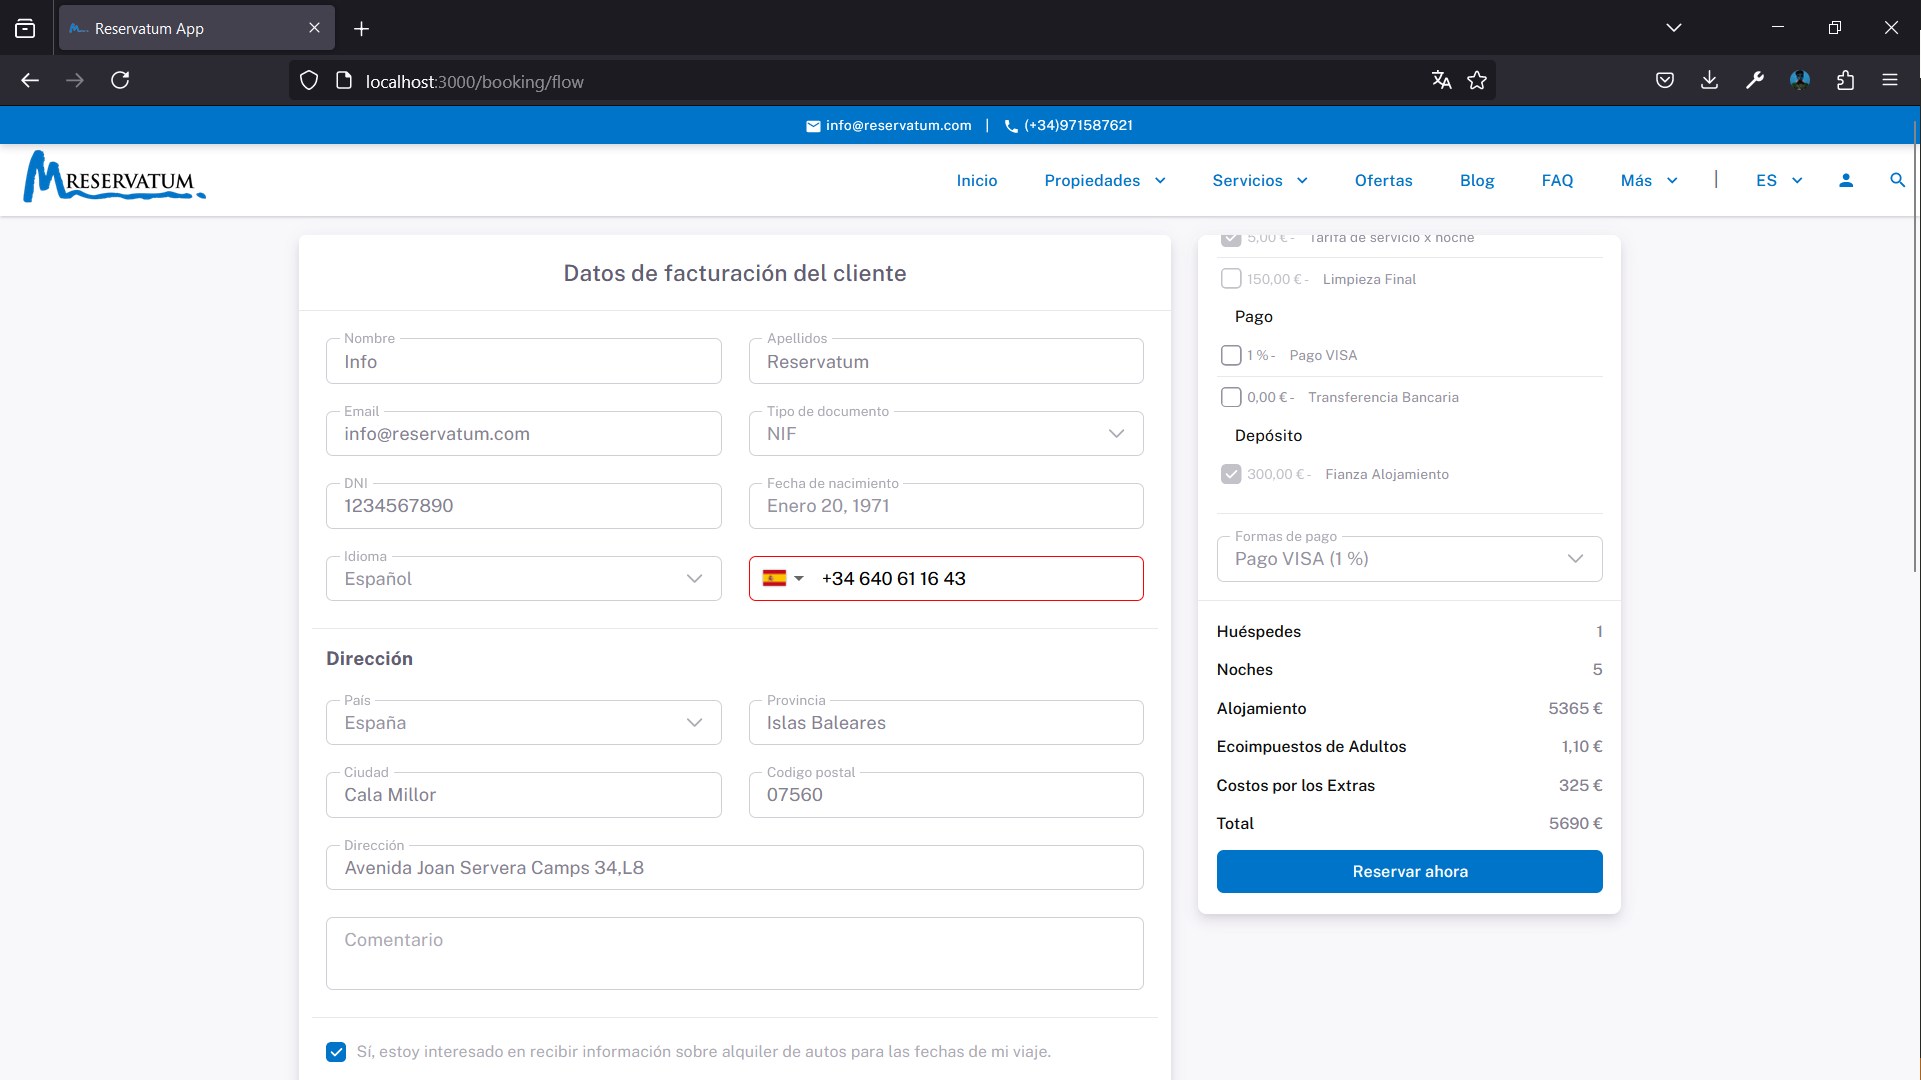 Reservatum App
localhost:3000/booking/flow
info@reservatum.com | (+34)971587621
RESERVATUM
Inicio Propiedades Servicios Ofertas Blog FAQ Más | ES
Datos de facturación del cliente
Nombre
Info
Apellidos
Reservatum
Email
info@reservatum.com
Tipo de documento
NIF
DNI
1234567890
Fecha de nacimiento
Enero 20, 1971
Idioma
Español
+34 640 61 16 43
Dirección
País
España
Provincia
Islas Baleares
Ciudad
Cala Millor
Codigo postal
07560
Dirección
Avenida Joan Servera Camps 34,L8
Comentario
Sí, estoy interesado en recibir información sobre alquiler de autos para las fechas de mi viaje.
5,00 € - Tarifa de servicio x noche
150,00 € - Limpieza Final
Pago
1 % - Pago VISA
0,00 € - Transferencia Bancaria
Depósito
300,00 € - Fianza Alojamiento
Formas de pago
Pago VISA (1 %)
Huéspedes 1
Noches 5
Alojamiento 5365 €
Ecoimpuestos de Adultos 1,10 €
Costos por los Extras 325 €
Total 5690 €
Reservar ahora